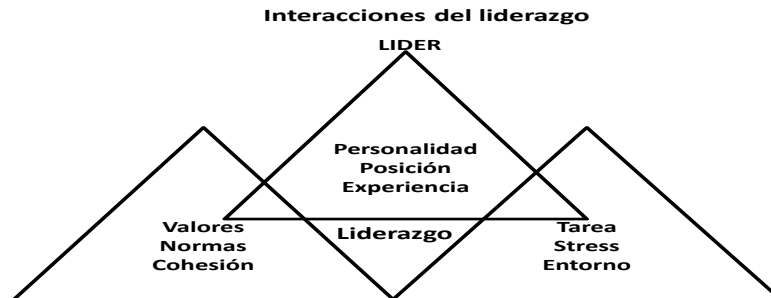 Interacciones del liderazgo
LIDER
Personalidad
Posición
Experiencia
Valores
Normas
Cohesión
Liderazgo
Tarea
Stress
Entorno